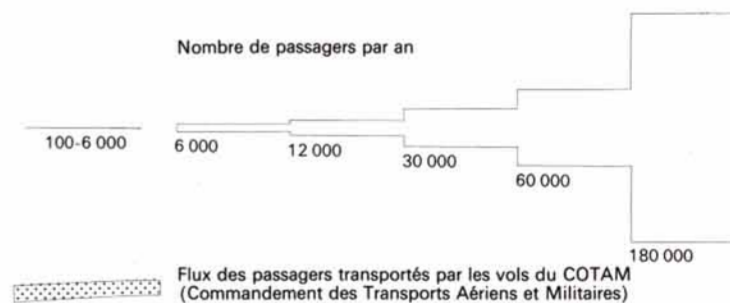 Nombre de passagers par an
100-6 000
6 000
12 000
30 000
60 000
180 000
Flux des passagers transportés par les vols du COTAM
(Commandement des Transports Aériens et Militaires)